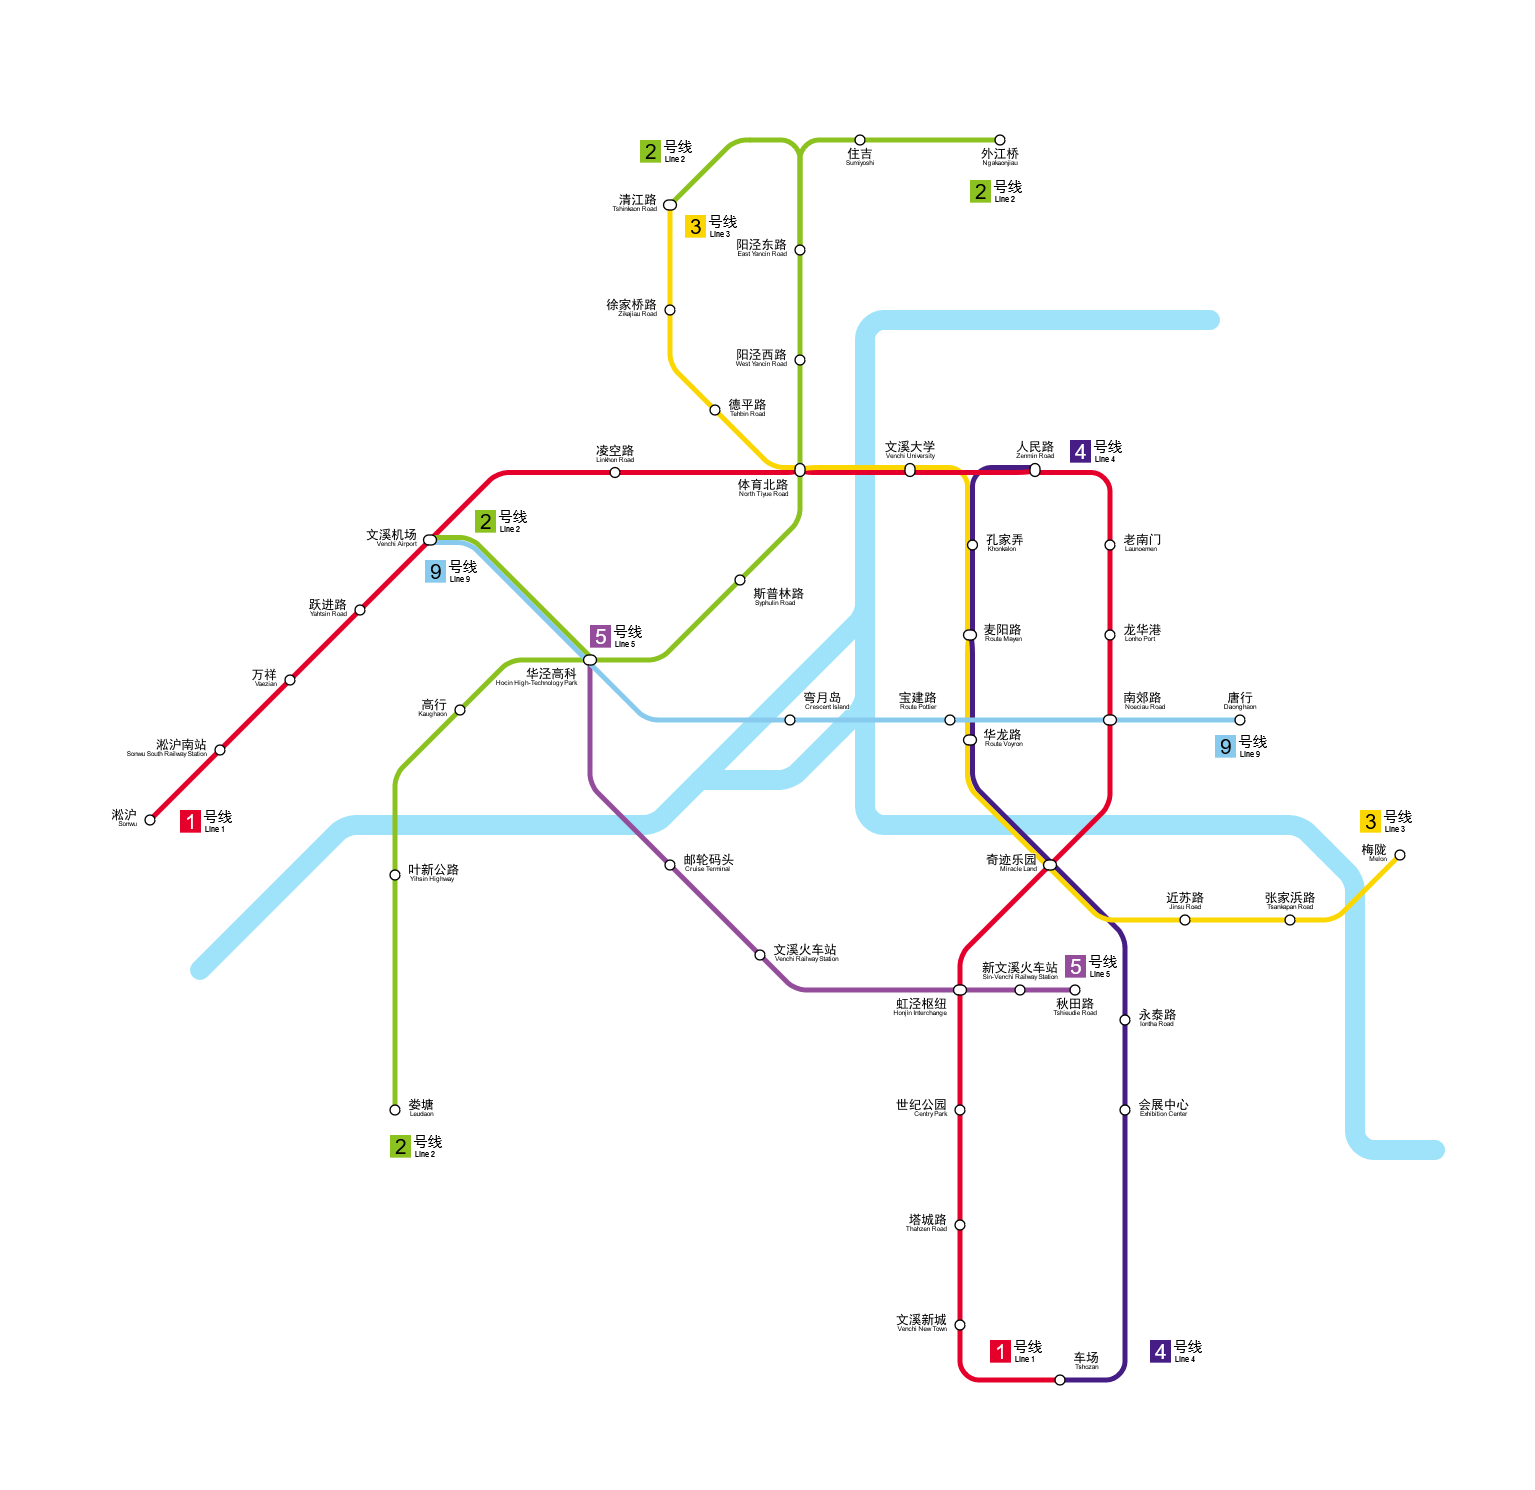 2 号线
Line 2
住吉
Sumiyoshi
外江桥
Ngakaonjiau
2 号线
Line 2
清江路
Tshinkaon Road
3 号线
Line 3
阳泾东路
East Yancin Road
徐家桥路
Zikajiau Road
阳泾西路
West Yancin Road
德平路
Tehbin Road
凌空路
Linkhon Road
文溪大学
Venchi University
人民路
Zenmin Road
4 号线
Line 4
体育北路
North Tiyue Road
2 号线
Line 2
文溪机场
Venchi Airport
9 号线
Line 9
孔家弄
Khonkalon
老南门
Launoemen
跃进路
Yahtsin Road
斯普林路
Syphulin Road
5 号线
Line 5
麦阳路
Route Mayen
龙华港
Lonho Port
万祥
Vaezian
华泾高科
Hocin High-Technology Park
高行
Kaughaon
弯月岛
Crescent Island
宝建路
Route Pottier
南郊路
Noeciau Road
唐行
Daonghaon
华龙路
Route Voyron
9 号线
Line 9
淞沪南站
Sonwu South Railway Station
淞沪
Sonwu
1 号线
Line 1
3 号线
Line 3
梅陇
Meilon
奇迹乐园
Miracle Land
邮轮码头
Cruise Terminal
叶新公路
Yihsin Highway
近苏路
Jinsu Road
张家浜路
Tsankapan Road
文溪火车站
Venchi Railway Station
新文溪火车站
Sin-Venchi Railway Station
5 号线
Line 5
虹泾枢纽
Honjin Interchange
秋田路
Tshieudie Road
永泰路
Iontha Road
娄塘
Leudaon
世纪公园
Centry Park
会展中心
Exhibition Center
2 号线
Line 2
塔城路
Thahzen Road
文溪新城
Venchi New Town
1 号线
Line 1
车场
Tshozan
4 号线
Line 4